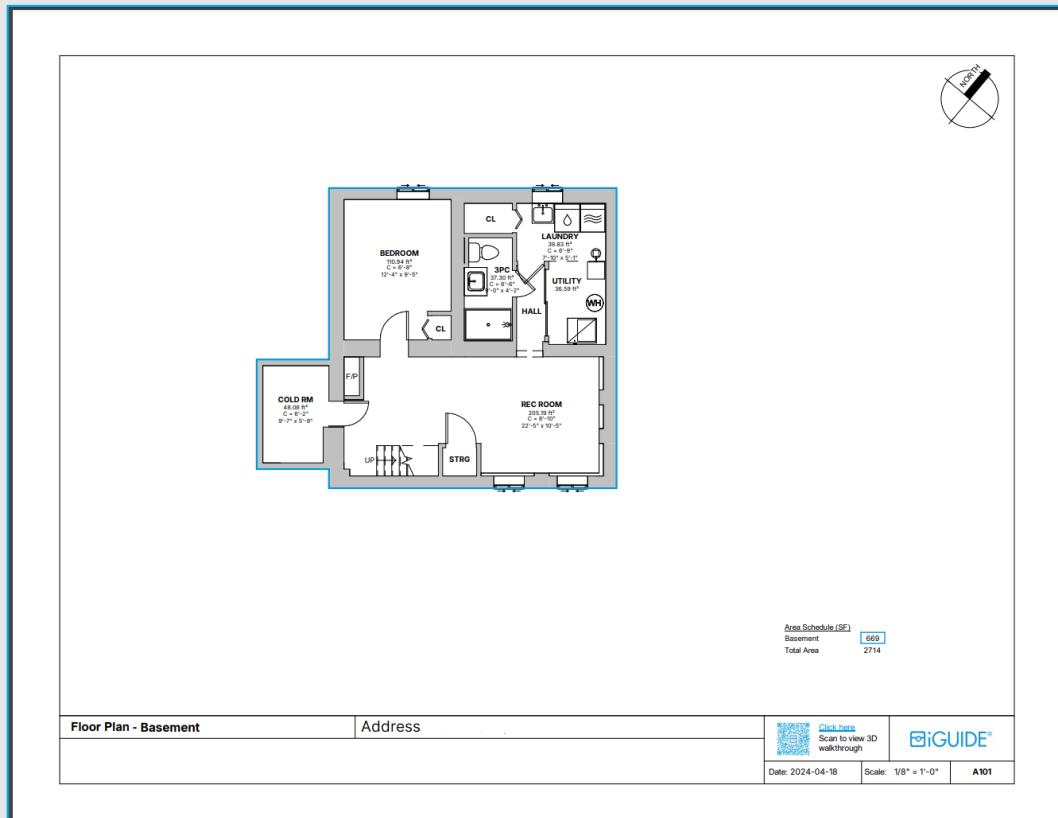 NORTH
CL
LAUNDRY
39.83 ft²
C = 6'-9"
7'-10" x 5'-1"
BEDROOM
110.94 ft²
C = 6'-8"
12'-4" x 9'-5"
3PC
37.30 ft²
C = 6'-6"
x 4'-2"
UTILITY
36.59 ft²
WH
HALL
CL
F/P
COLD RM
48.08 ft²
C = 6'-2"
9'-7" x 5'-9"
REC ROOM
205.19 ft²
C = 6'-10"
22'-5" x 10'-5"
UP
STRG
Area Schedule (SF)
Basement 669
Total Area 2714
Floor Plan - Basement
Address
Click here
Scan to view 3D
walkthrough
iGUIDE®
Date: 2024-04-18
Scale: 1/8" = 1'-0"
A101